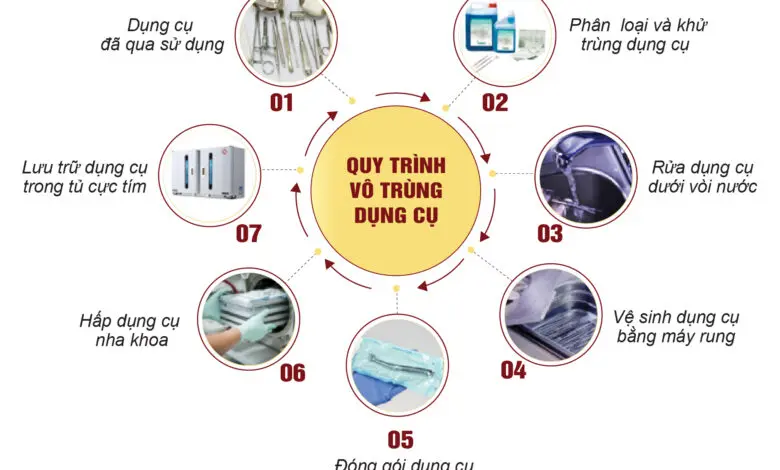 Dụng cụ
đã qua sử dụng
01
Phân loại và khử
trùng dụng cụ
02
Rửa dụng cụ
dưới vòi nước
03
Vệ sinh dụng cụ
bằng máy rung
04
05
Đóng gói dụng cụ
Hấp dụng cụ
nha khoa
06
Lưu trữ dụng cụ
trong tủ cực tím
07
QUY TRÌNH
VÔ TRÙNG
DỤNG CỤ